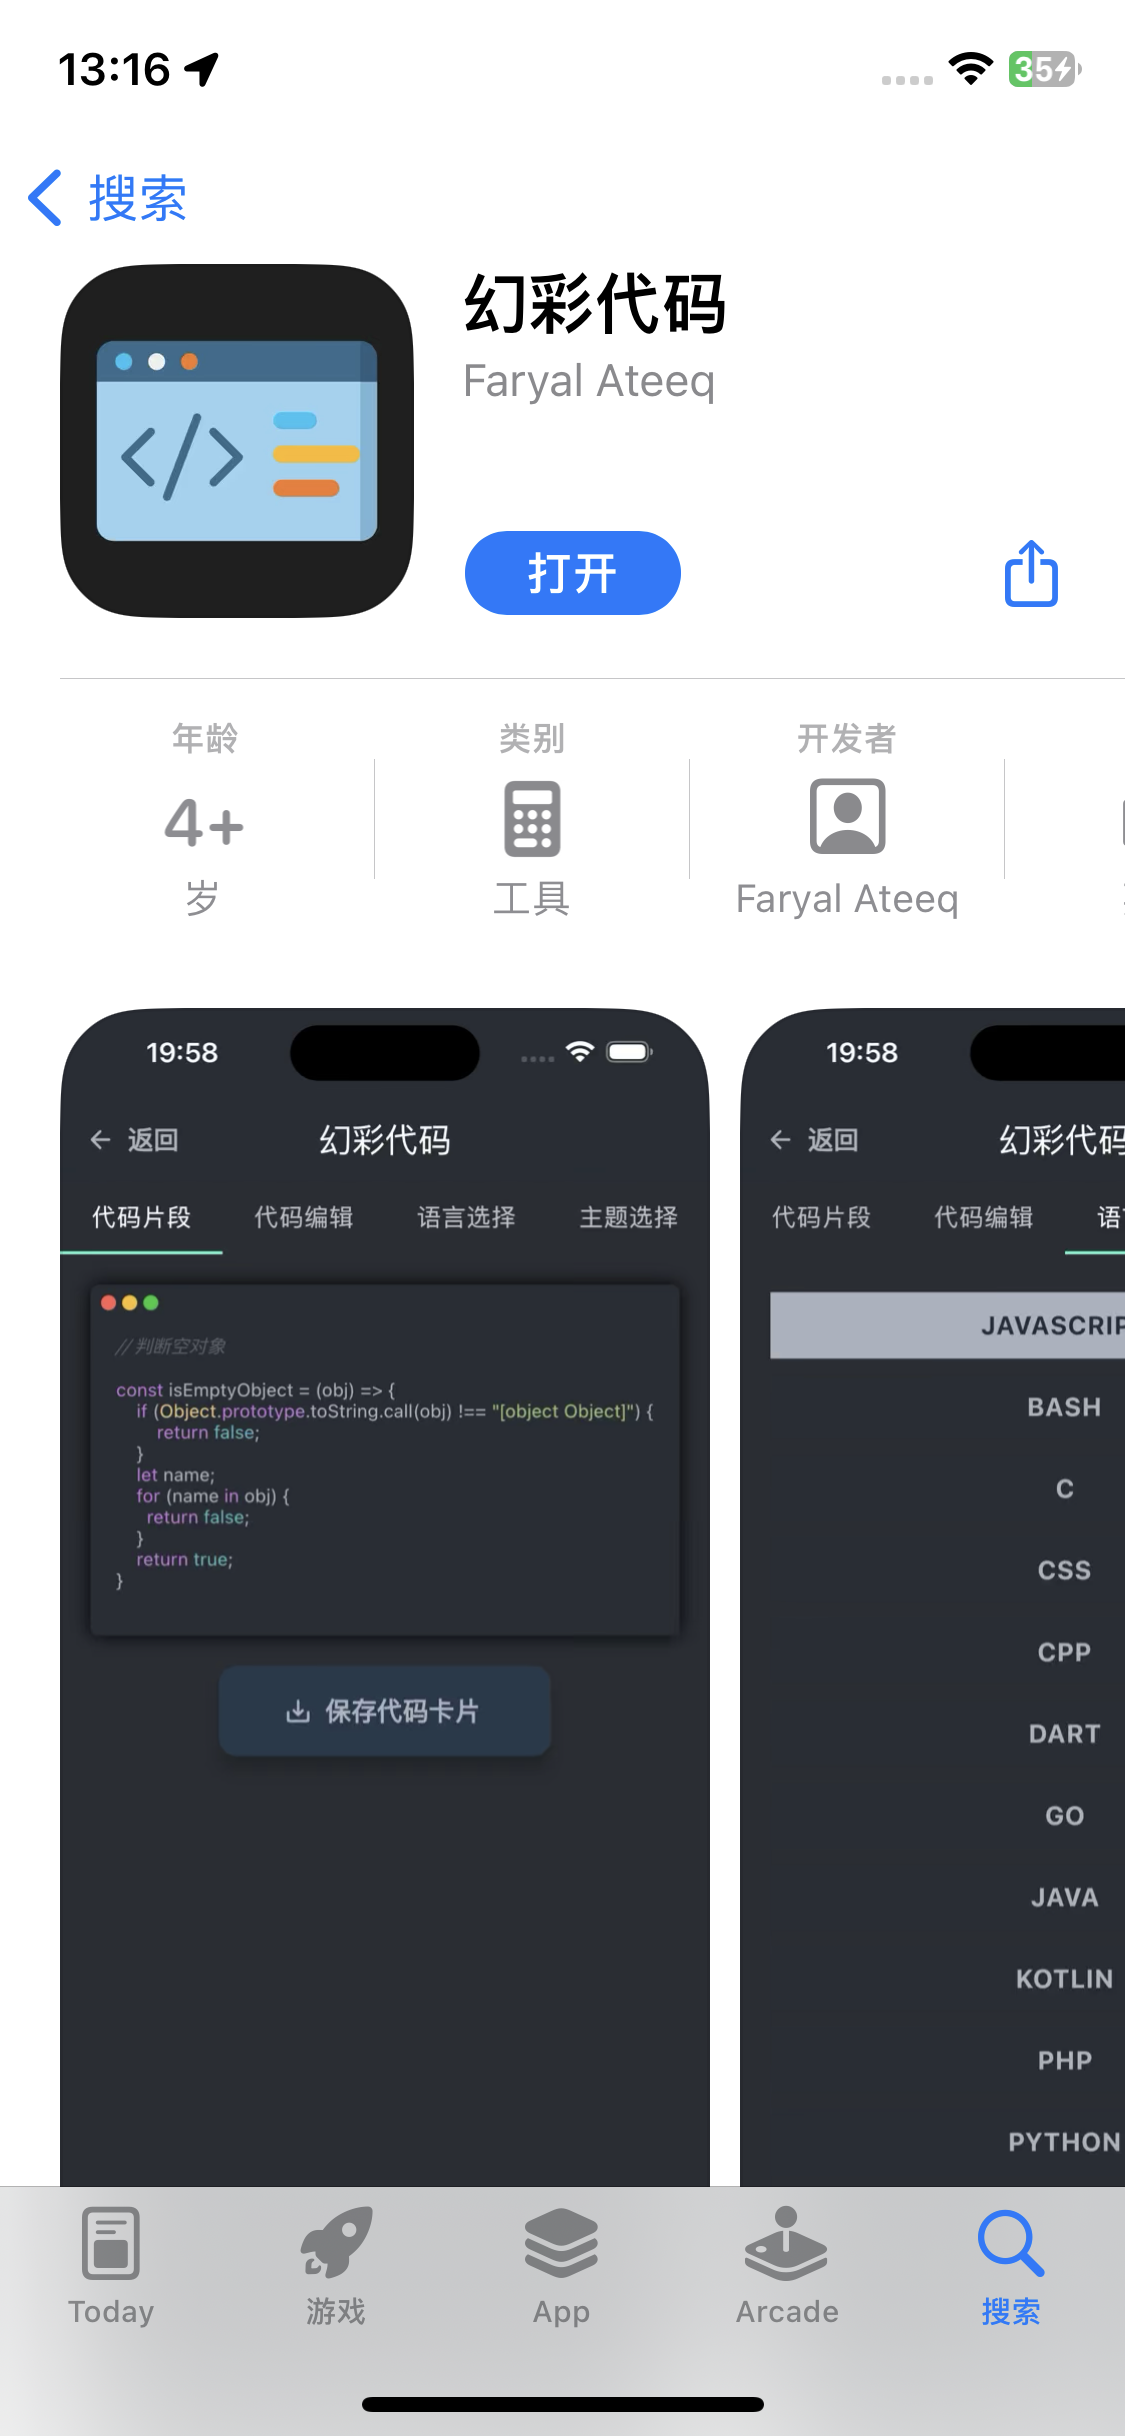 13:16
35
搜索
幻彩代码
Faryal Ateeq
打开
年龄
4+
岁
类别
工具
开发者
Faryal Ateeq
19:58
返回
幻彩代码
代码片段 代码编辑 语言选择 主题选择
// 判断空对象
const isEmptyObject = (obj) => {
if (Object.prototype.toString.call(obj) !== "[object Object]") {
return false;
}
let name;
for (name in obj) {
return false;
}
return true;
}
保存代码卡片
19:58
返回
幻彩代码
代码片段 代码编辑 语
JAVASCRIP
BASH
C
CSS
CPP
DART
GO
JAVA
KOTLIN
PHP
PYTHON
Today
游戏
App
Arcade
搜索